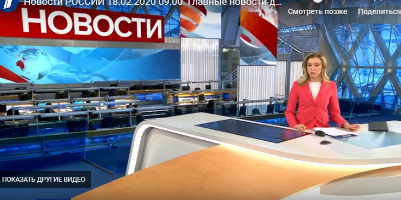 Новости РОССИИ 18.02.2020 09.00. Главные новости д...
Смотреть позже
Поделиться
НОВОСТИ
ПОКАЗАТЬ ДРУГИЕ ВИДЕО